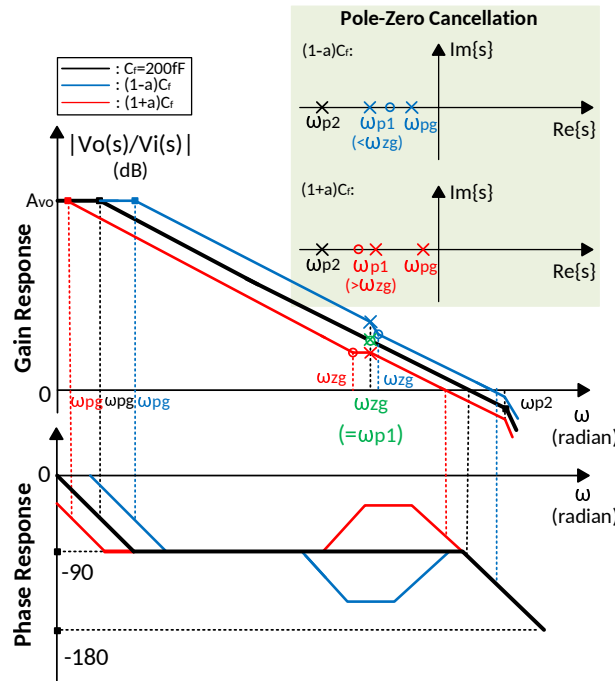 Pole-Zero Cancellation
(1-a)Cf:
Im{s}
ωp2
ωp1
ωpg
(<ωzg)
Re{s}
(1+a)Cf:
Im{s}
ωp2
ωp1
ωpg
(>ωzg)
Re{s}
: Cf=200fF
: (1-a)Cf
: (1+a)Cf
|Vo(s)/Vi(s)|
(dB)
Avo
Gain Response
0
ωpg
ωpg
ωpg
ωzg
ωzg
ωzg
(=ωp1)
ωp2
ω
(radian)
0
ω
(radian)
Phase Response
-90
-180